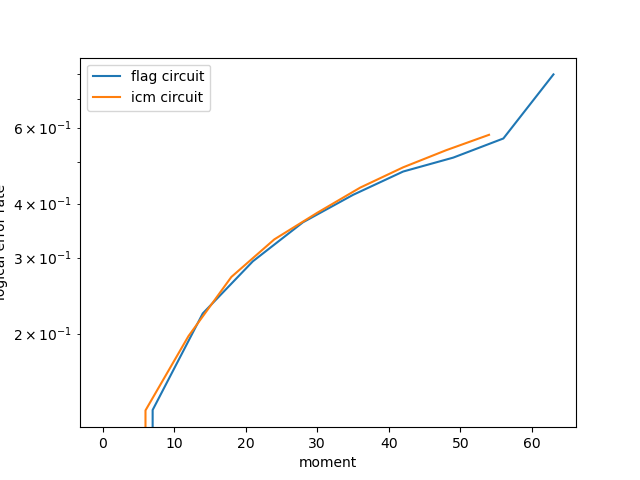 flag circuit
icm circuit
6 × 10⁻¹
4 × 10⁻¹
3 × 10⁻¹
2 × 10⁻¹
error rate
0 10 20 30 40 50 60
moment